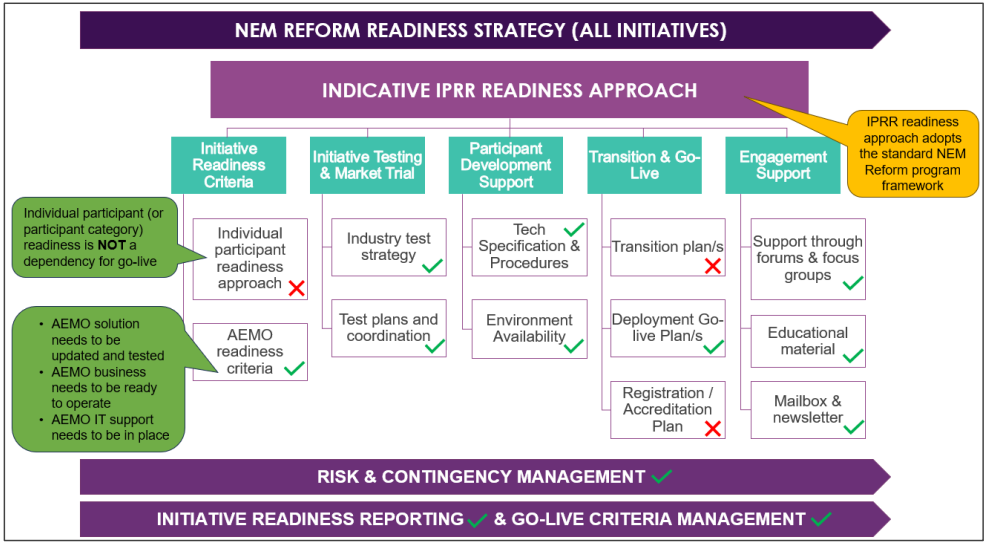 NEM REFORM READINESS STRATEGY (ALL INITIATIVES)
INDICATIVE IPRR READINESS APPROACH
IPRR readiness
approach adopts
the standard NEM
Reform program
framework
Initiative
Readiness
Criteria
Initiative Testing
& Market Trial
Participant
Development
Support
Transition & Go-
Live
Engagement
Support
Individual participant (or
participant category)
readiness is NOT a
dependency for go-live
Individual
participant
readiness
approach
AEMO
readiness
criteria
• AEMO solution
needs to be
updated and tested
• AEMO business
needs to be ready
to operate
• AEMO IT support
needs to be in place
Industry test
strategy
Test plans and
coordination
Tech
Specification &
Procedures
Environment
Availability
Transition plan/s
Deployment Go-
live Plan/s
Registration /
Accreditation
Plan
Support through
forums & focus
groups
Educational
material
Mailbox &
newsletter
RISK & CONTINGENCY MANAGEMENT
INITIATIVE READINESS REPORTING & GO-LIVE CRITERIA MANAGEMENT